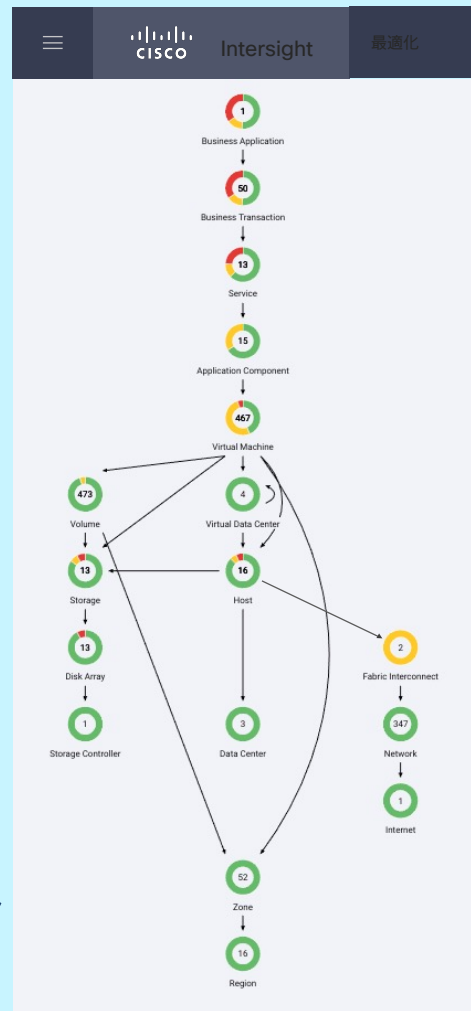 CISCO Intersight 最適化
1
Business Application
50
Business Transaction
13
Service
15
Application Component
467
Virtual Machine
473 4
Volume Virtual Data Center
13 16
Storage Host
13 2
Disk Array Fabric Interconnect
1 3 347
Storage Controller Data Center Network
1
Internet
52
Zone
16
Region